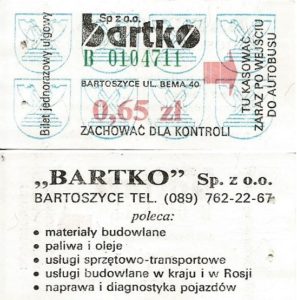 Sp z o.o.
bartko
B 0104711
BARTOSZYCE UL. BEMA 40
0,65 zł
ZACHOWAĆ DLA KONTROLI
Bilet jednorazowy ulgowy
TU KASOWAĆ
ZARAZ PO WEJŚCIU
DO AUTOBUSU
„BARTKO” Sp. z o.o.
BARTOSZYCE TEL. (089) 762-22-67
poleca:
• materiały budowlane
• paliwa i oleje
• usługi sprzętowo-transportowe
• usługi budowlane w kraju i w Rosji
• naprawa i diagnostyka pojazdów